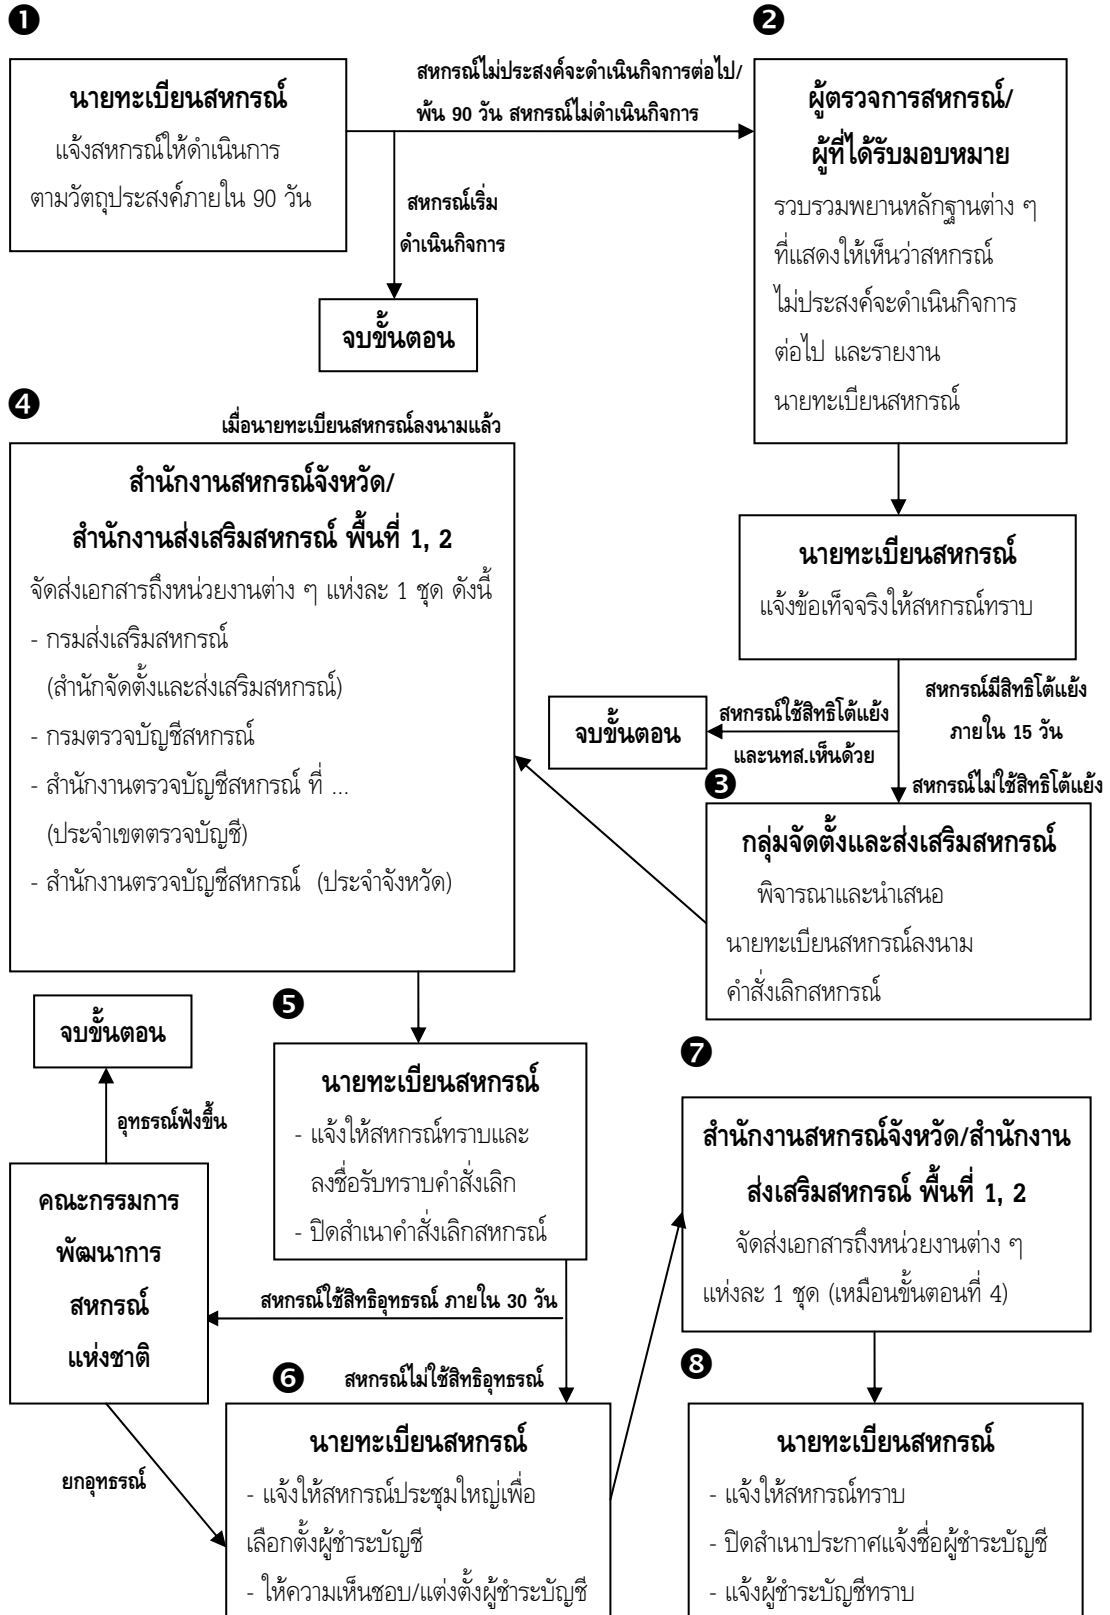 ❶
นายทะเบียนสหกรณ์
แจ้งสหกรณ์ให้ดำเนินการ
ตามวัตถุประสงค์ภายใน 90 วัน
สหกรณ์ไม่ประสงค์จะดำเนินกิจการต่อไป/
พ้น 90 วัน สหกรณ์ไม่ดำเนินกิจการ
สหกรณ์เริ่ม
ดำเนินกิจการ
จบขั้นตอน
❷
ผู้ตรวจการสหกรณ์/
ผู้ที่ได้รับมอบหมาย
รวบรวมพยานหลักฐานต่าง ๆ
ที่แสดงให้เห็นว่าสหกรณ์
ไม่ประสงค์จะดำเนินกิจการ
ต่อไป และรายงาน
นายทะเบียนสหกรณ์
นายทะเบียนสหกรณ์
แจ้งข้อเท็จจริงให้สหกรณ์ทราบ
สหกรณ์มีสิทธิโต้แย้ง
ภายใน 15 วัน
สหกรณ์ใช้สิทธิโต้แย้ง
และนทส.เห็นด้วย
จบขั้นตอน
สหกรณ์ไม่ใช้สิทธิโต้แย้ง
❸
กลุ่มจัดตั้งและส่งเสริมสหกรณ์
พิจารณาและนำเสนอ
นายทะเบียนสหกรณ์ลงนาม
คำสั่งเลิกสหกรณ์
❹
เมื่อนายทะเบียนสหกรณ์ลงนามแล้ว
สำนักงานสหกรณ์จังหวัด/
สำนักงานส่งเสริมสหกรณ์ พื้นที่ 1, 2
จัดส่งเอกสารถึงหน่วยงานต่าง ๆ แห่งละ 1 ชุด ดังนี้
- กรมส่งเสริมสหกรณ์
(สำนักจัดตั้งและส่งเสริมสหกรณ์)
- กรมตรวจบัญชีสหกรณ์
- สำนักงานตรวจบัญชีสหกรณ์ ที่ ...
(ประจำเขตตรวจบัญชี)
- สำนักงานตรวจบัญชีสหกรณ์ (ประจำจังหวัด)
❺
นายทะเบียนสหกรณ์
- แจ้งให้สหกรณ์ทราบและ
ลงชื่อรับทราบคำสั่งเลิก
- ปิดสำเนาคำสั่งเลิกสหกรณ์
สหกรณ์ใช้สิทธิอุทธรณ์ ภายใน 30 วัน
จบขั้นตอน
อุทธรณ์ฟังขึ้น
คณะกรรมการ
พัฒนาการ
สหกรณ์
แห่งชาติ
ยกอุทธรณ์
สหกรณ์ไม่ใช้สิทธิอุทธรณ์
❻
นายทะเบียนสหกรณ์
- แจ้งให้สหกรณ์ประชุมใหญ่เพื่อ
เลือกตั้งผู้ชำระบัญชี
- ให้ความเห็นชอบ/แต่งตั้งผู้ชำระบัญชี
❼
สำนักงานสหกรณ์จังหวัด/สำนักงาน
ส่งเสริมสหกรณ์ พื้นที่ 1, 2
จัดส่งเอกสารถึงหน่วยงานต่าง ๆ
แห่งละ 1 ชุด (เหมือนขั้นตอนที่ 4)
❽
นายทะเบียนสหกรณ์
- แจ้งให้สหกรณ์ทราบ
- ปิดสำเนาประกาศแจ้งชื่อผู้ชำระบัญชี
- แจ้งผู้ชำระบัญชีทราบ